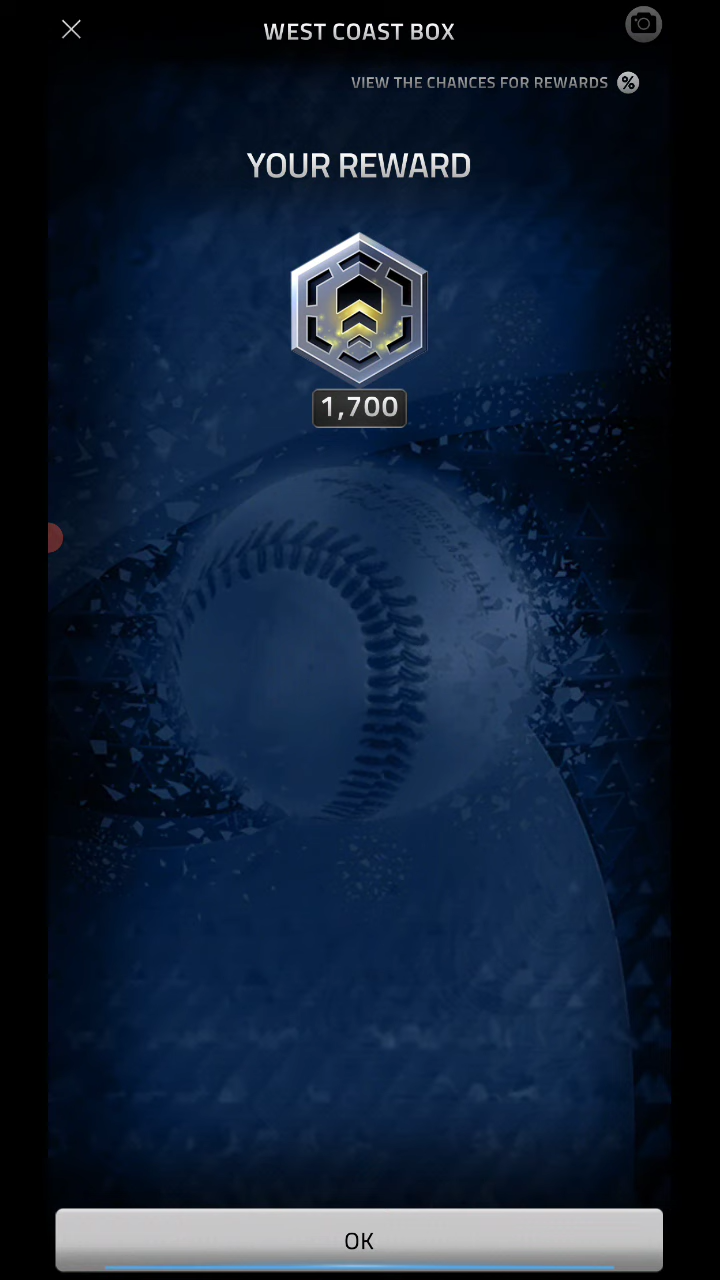 WEST COAST BOX
VIEW THE CHANCES FOR REWARDS %
YOUR REWARD
1,700
OK